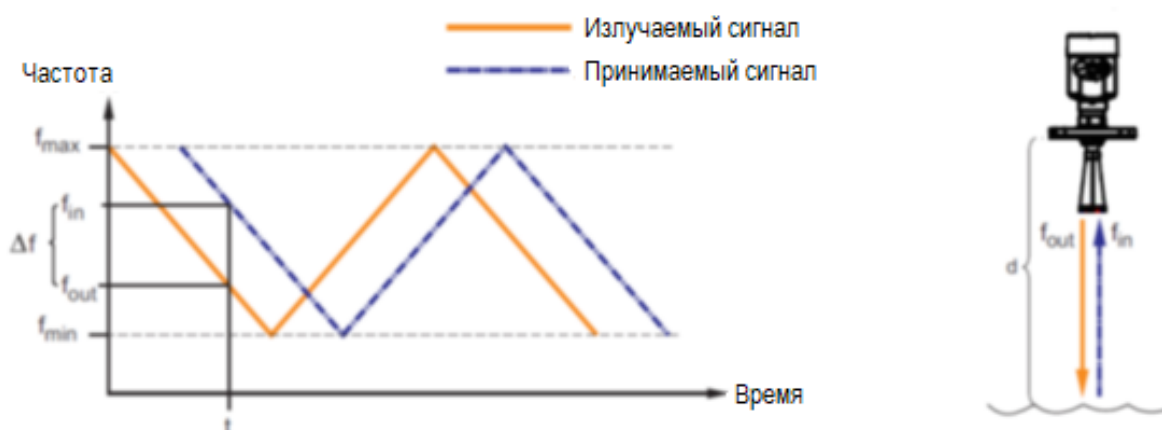 Излучаемый сигнал
Принимаемый сигнал
Частота
fmax
fin
Δf
fout
fmin
t
Время
fout
fin
d